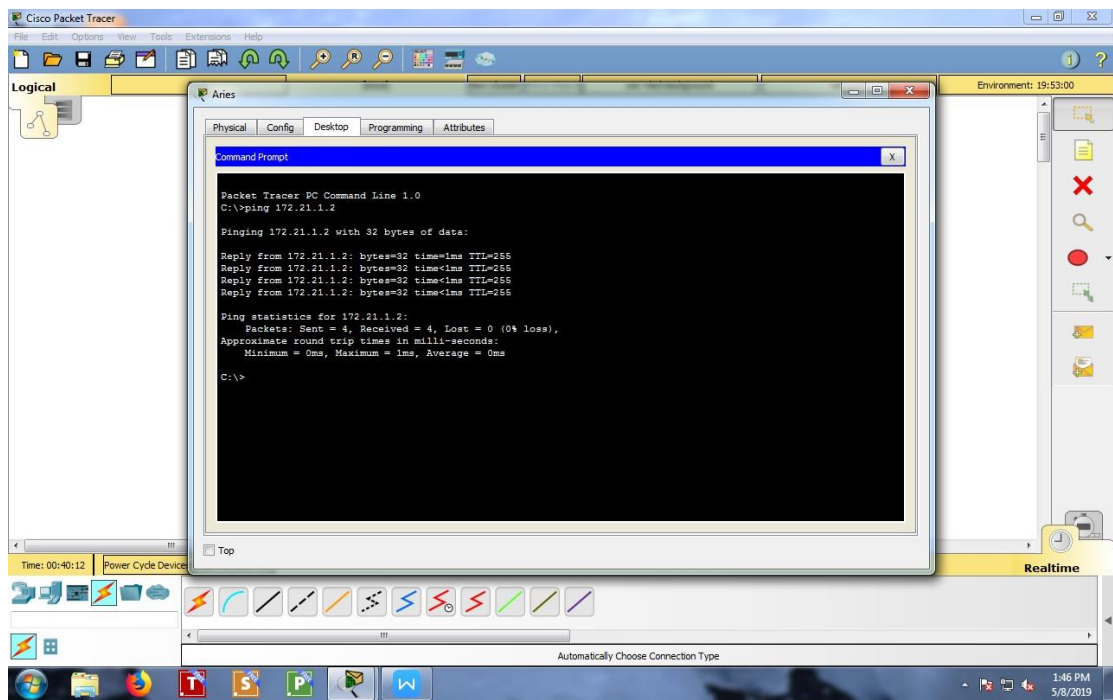 Cisco Packet Tracer
File Edit Options View Tools Extensions Help
Logical
Environment: 19:53:00
Aries
Physical Config Desktop Programming Attributes
Command Prompt
X
Packet Tracer PC Command Line 1.0
C:\>ping 172.21.1.2
Pinging 172.21.1.2 with 32 bytes of data:
Reply from 172.21.1.2: bytes=32 time=1ms TTL=255
Reply from 172.21.1.2: bytes=32 time<1ms TTL=255
Reply from 172.21.1.2: bytes=32 time<1ms TTL=255
Reply from 172.21.1.2: bytes=32 time<1ms TTL=255
Ping statistics for 172.21.1.2:
Packets: Sent = 4, Received = 4, Lost = 0 (0% loss),
Approximate round trip times in milli-seconds:
Minimum = 0ms, Maximum = 1ms, Average = 0ms
C:\>
Top
Time: 00:40:12 Power Cycle Device
Realtime
Automatically Choose Connection Type
1:46 PM
5/8/2019